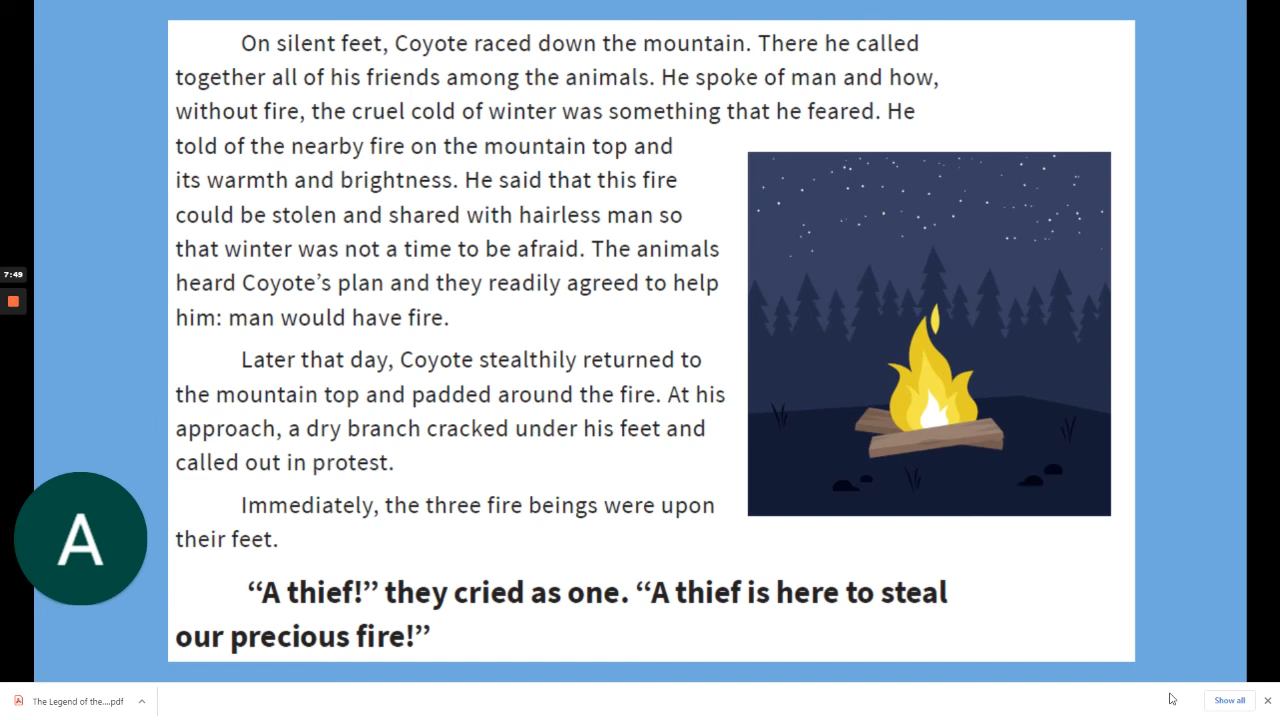 On silent feet, Coyote raced down the mountain. There he called
together all of his friends among the animals. He spoke of man and how,
without fire, the cruel cold of winter was something that he feared. He
told of the nearby fire on the mountain top and
its warmth and brightness. He said that this fire
could be stolen and shared with hairless man so
that winter was not a time to be afraid. The animals
heard Coyote’s plan and they readily agreed to help
him: man would have fire.
Later that day, Coyote stealthily returned to
the mountain top and padded around the fire. At his
approach, a dry branch cracked under his feet and
called out in protest.
Immediately, the three fire beings were upon
their feet.
“A thief!” they cried as one. “A thief is here to steal
our precious fire!”
7:49
A
The Legend of the....pdf
Show all